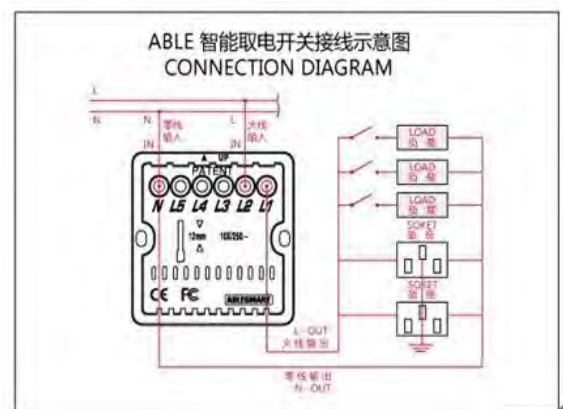 ABLE 智能取电开关接线示意图
CONNECTION DIAGRAM
L
N
N
零线
输入
IN
L
火线
输入
IN
▲ UP
PATENT
N L5 L4 L3 L2 L1
12mm
CE FC
ABLESMART
LOAD
负 载
LOAD
负 载
LOAD
负 载
SOKET
插 座
SOKET
插 座
L-OUT
火线输出
零线输出
N-OUT